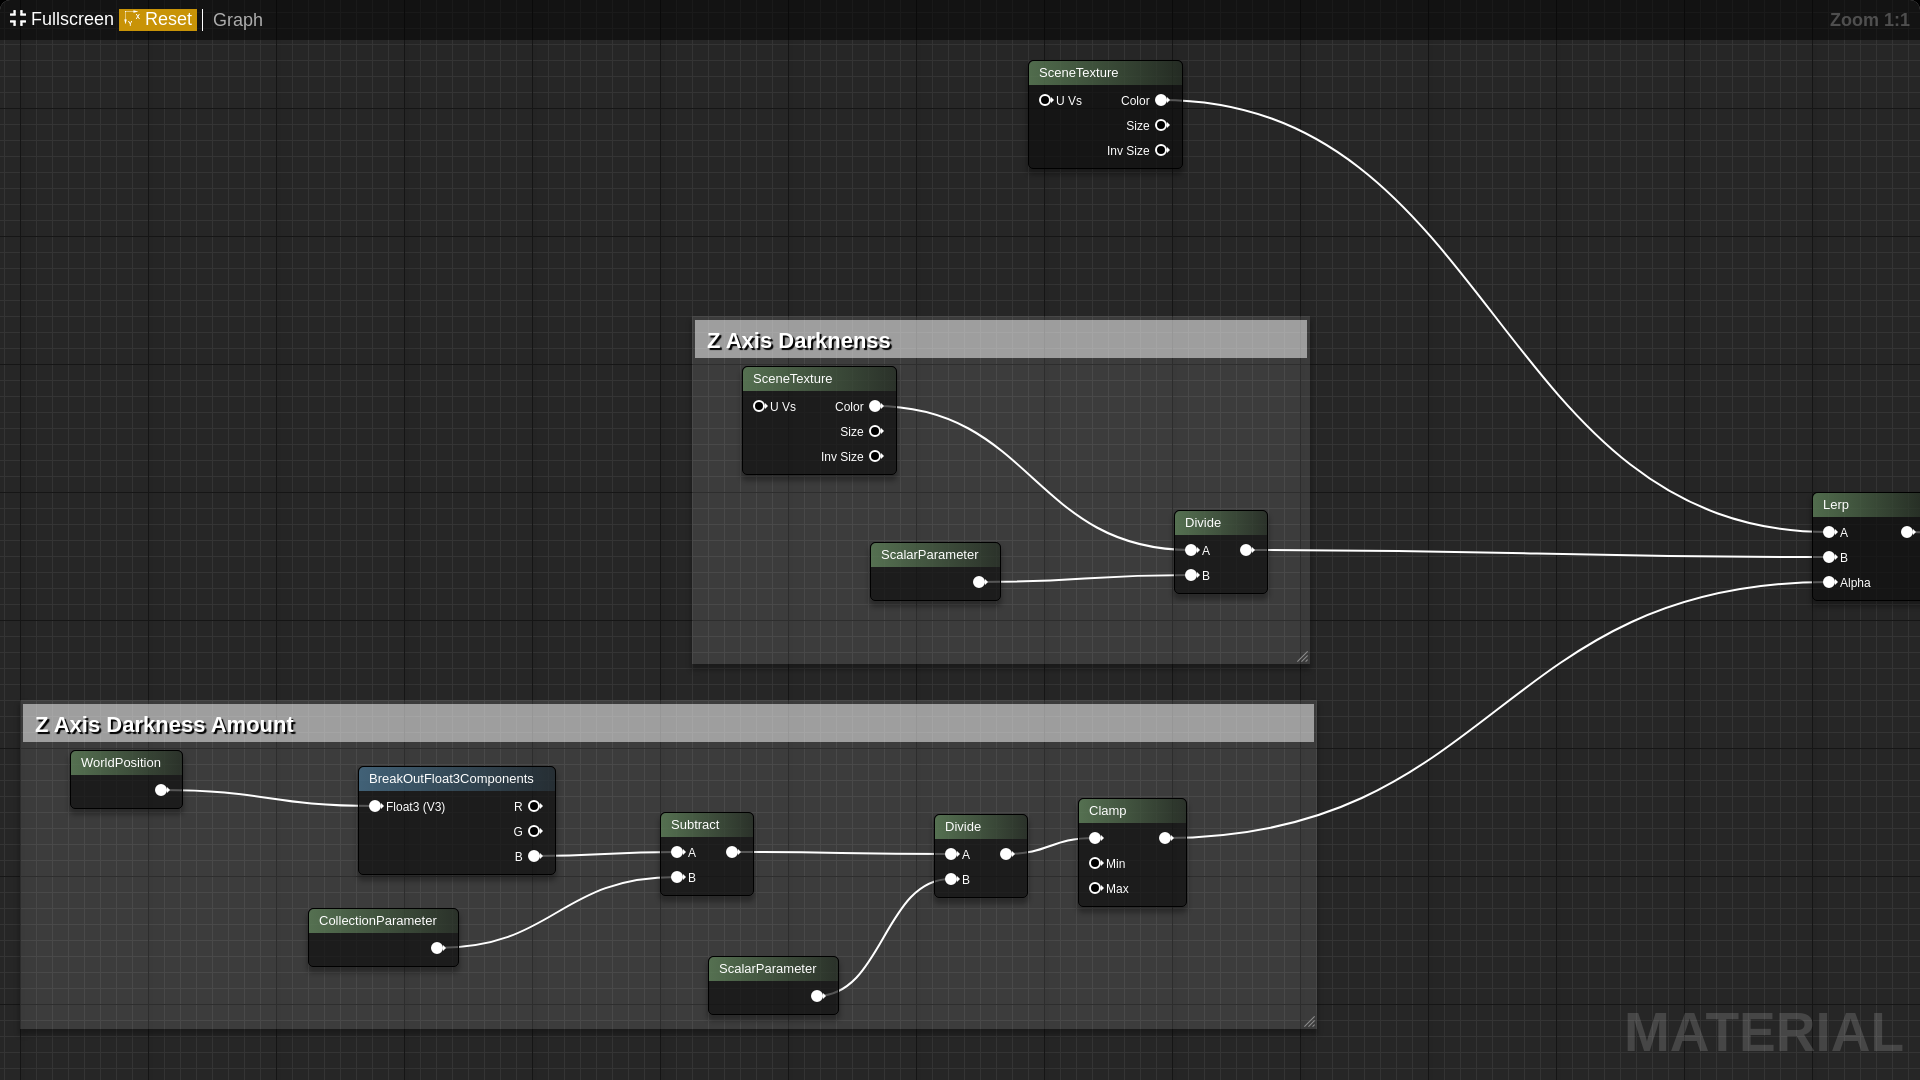 Fullscreen Reset Graph Zoom 1:1
SceneTexture
U Vs Color
Size
Inv Size
Z Axis Darknenss
SceneTexture
U Vs Color
Size
Inv Size
Divide
A
B
ScalarParameter
Lerp
A
B
Alpha
Z Axis Darkness Amount
WorldPosition
BreakOutFloat3Components
Float3 (V3) R
G
B
Subtract
A
B
Divide
A
B
Clamp
Min
Max
CollectionParameter
ScalarParameter
MATERIAL